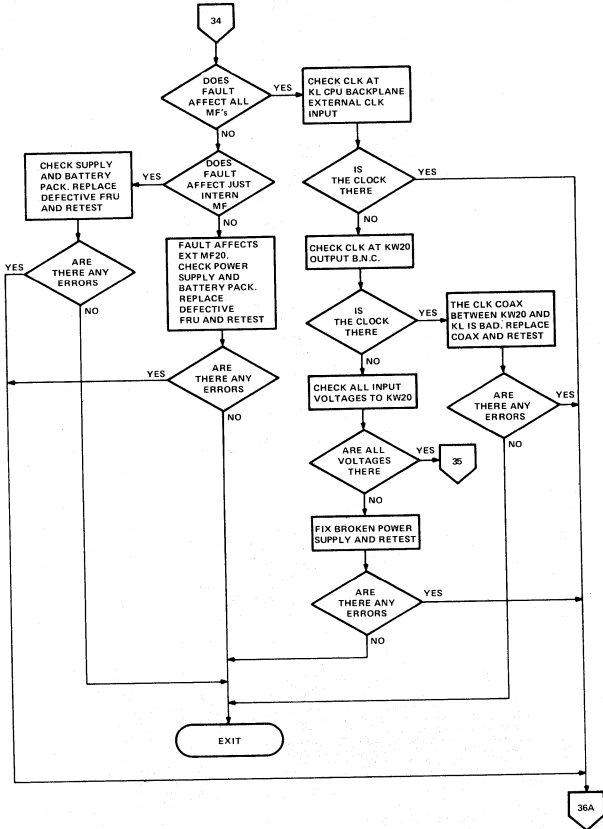 34
DOES
FAULT
AFFECT ALL
MF's
YES
NO
CHECK CLK AT
KL CPU BACKPLANE
EXTERNAL CLK
INPUT
CHECK SUPPLY
AND BATTERY
PACK. REPLACE
DEFECTIVE FRU
AND RETEST
YES
DOES
FAULT
AFFECT JUST
INTERN
MF
NO
IS
THE CLOCK
THERE
YES
NO
FAULT AFFECTS
EXT MF20.
CHECK POWER
SUPPLY AND
BATTERY PACK.
REPLACE
DEFECTIVE
FRU AND RETEST
CHECK CLK AT KW20
OUTPUT B.N.C.
YES
ARE
THERE ANY
ERRORS
NO
IS
THE CLOCK
THERE
YES
NO
THE CLK COAX
BETWEEN KW20 AND
KL IS BAD. REPLACE
COAX AND RETEST
YES
ARE
THERE ANY
ERRORS
NO
CHECK ALL INPUT
VOLTAGES TO KW20
ARE
THERE ANY
ERRORS
YES
NO
ARE ALL
VOLTAGES
THERE
YES
35
NO
FIX BROKEN POWER
SUPPLY AND RETEST
ARE
THERE ANY
ERRORS
YES
NO
EXIT
36A